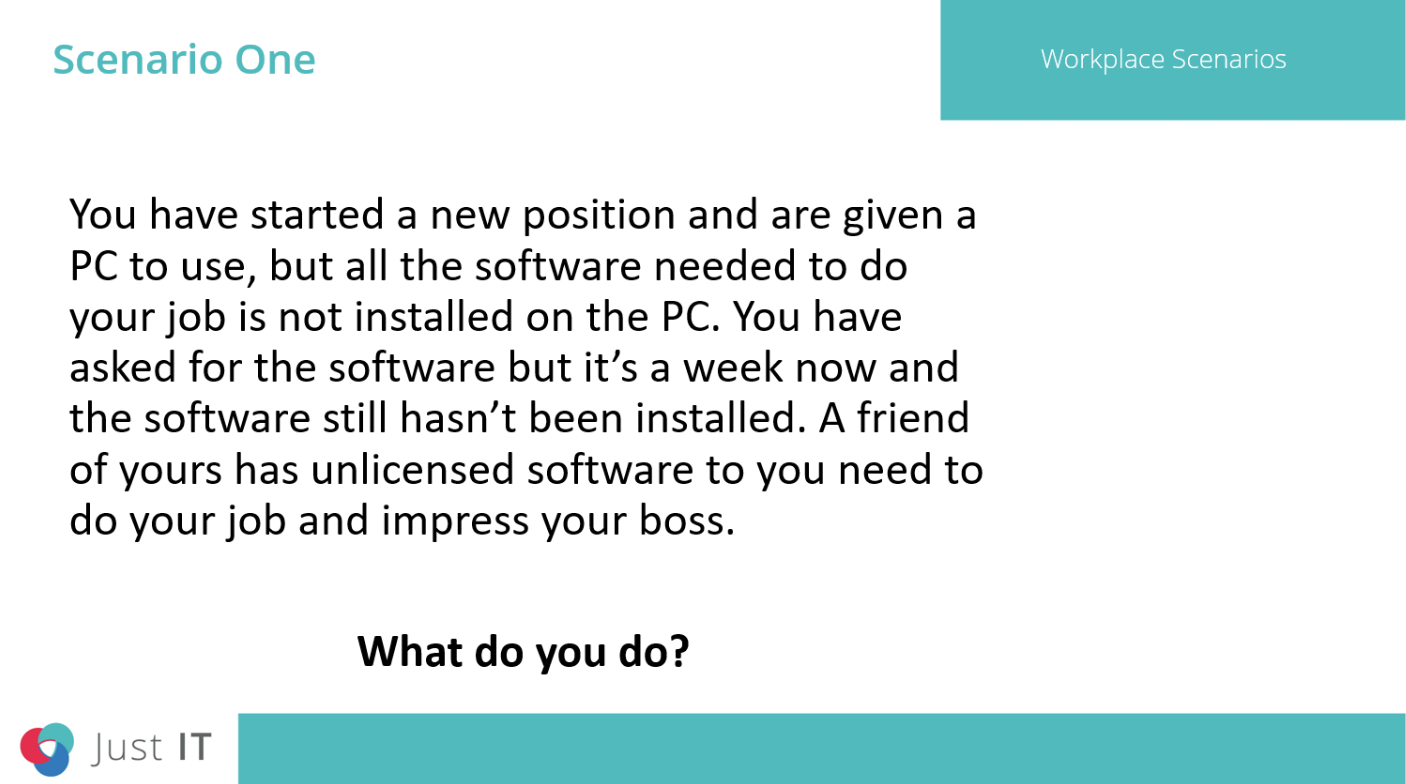 Scenario One
Workplace Scenarios
You have started a new position and are given a
PC to use, but all the software needed to do
your job is not installed on the PC. You have
asked for the software but it’s a week now and
the software still hasn’t been installed. A friend
of yours has unlicensed software to you need to
do your job and impress your boss.
What do you do?
Just IT